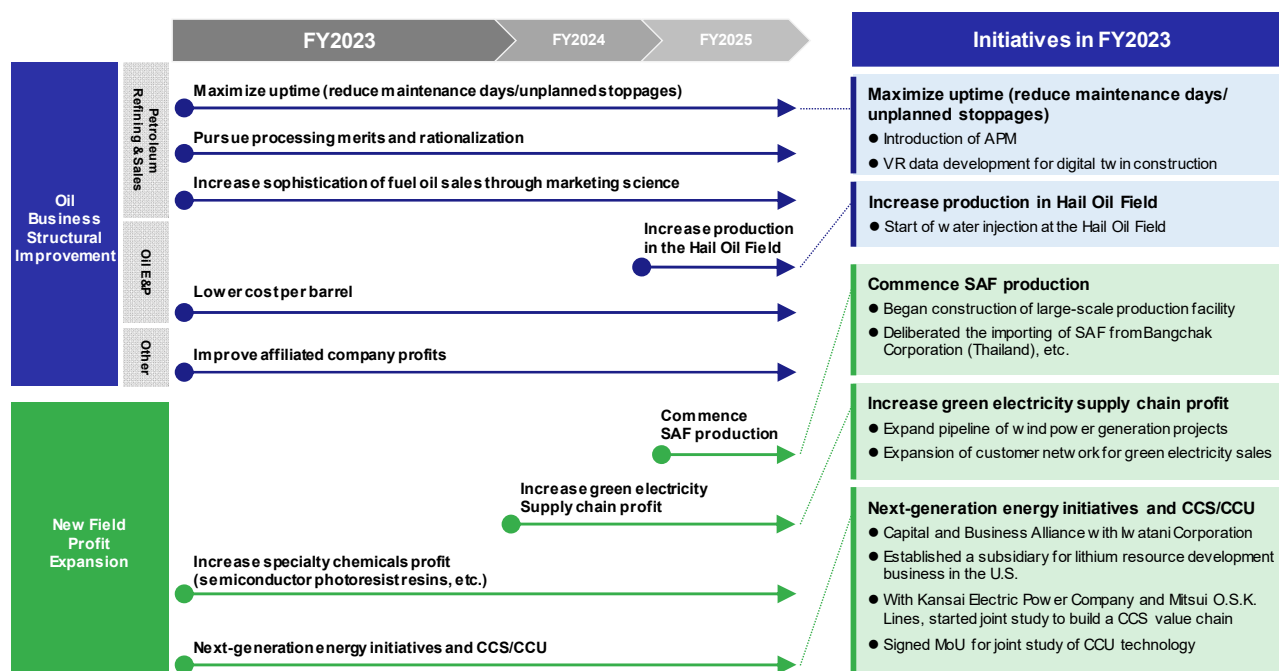 FY2023
FY2024
FY2025
Initiatives in FY2023
Oil
Business
Structural
Improvement
Petroleum
Refining & Sales
Maximize uptime (reduce maintenance days/unplanned stoppages)
Pursue processing merits and rationalization
Increase sophistication of fuel oil sales through marketing science
Oil E&P
Increase production
in the Hail Oil Field
Lower cost per barrel
Other
Improve affiliated company profits
New Field
Profit
Expansion
Commence
SAF production
Increase green electricity
Supply chain profit
Increase specialty chemicals profit
(semiconductor photoresist resins, etc.)
Next-generation energy initiatives and CCS/CCU
Maximize uptime (reduce maintenance days/
unplanned stoppages)
● Introduction of APM
● VR data development for digital twin construction
Increase production in Hail Oil Field
● Start of water injection at the Hail Oil Field
Commence SAF production
● Began construction of large-scale production facility
● Deliberated the importing of SAF from Bangchak
Corporation (Thailand), etc.
Increase green electricity supply chain profit
● Expand pipeline of wind power generation projects
● Expansion of customer network for green electricity sales
Next-generation energy initiatives and CCS/CCU
● Capital and Business Alliance with Iwatani Corporation
● Established a subsidiary for lithium resource development
business in the U.S.
● With Kansai Electric Power Company and Mitsui O.S.K.
Lines, started joint study to build a CCS value chain
● Signed MoU for joint study of CCU technology